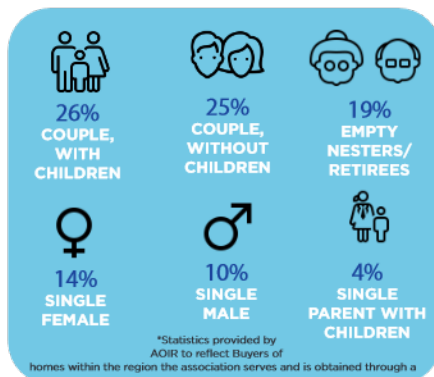 26%
COUPLE,
WITH
CHILDREN
25%
COUPLE,
WITHOUT
CHILDREN
19%
EMPTY
NESTERS/
RETIREES
14%
SINGLE
FEMALE
10%
SINGLE
MALE
4%
SINGLE
PARENT WITH
CHILDREN
*Statistics provided by
AOIR to reflect Buyers of
homes within the region the association serves and is obtained through a